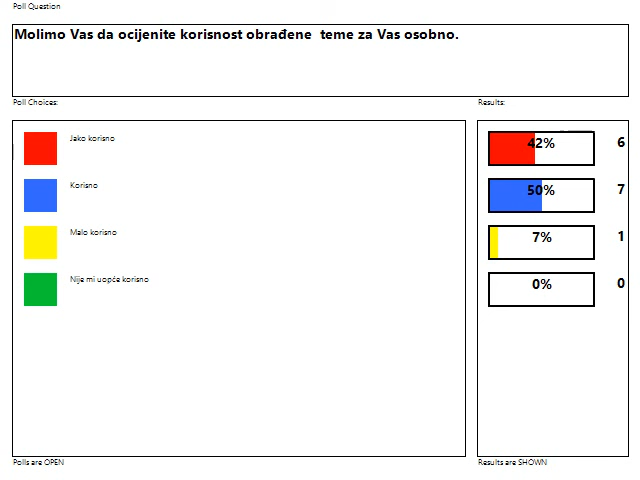 Poll Question
Molimo Vas da ocijenite korisnost obrađene  teme za Vas osobno.
Poll Choices:
Results:
Jako korisno
42%
6
Korisno
50%
7
Malo korisno
7%
1
Nije mi uopće korisno
0%
0
Polls are OPEN
Results are SHOWN